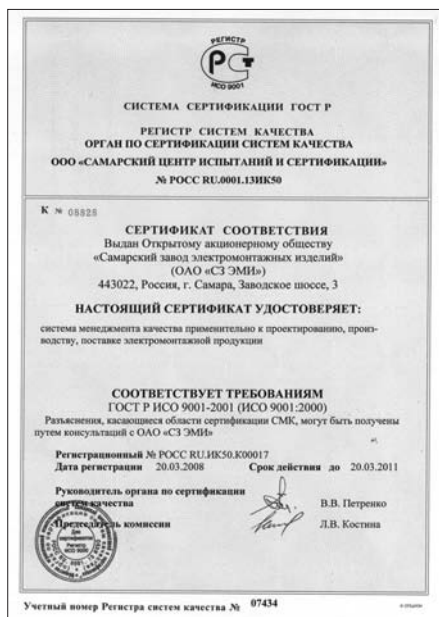 РЕГИСТР
РСТ
ИСО 9001
СИСТЕМА СЕРТИФИКАЦИИ ГОСТ Р
РЕГИСТР СИСТЕМ КАЧЕСТВА
ОРГАН ПО СЕРТИФИКАЦИИ СИСТЕМ КАЧЕСТВА
ООО «САМАРСКИЙ ЦЕНТР ИСПЫТАНИЙ И СЕРТИФИКАЦИИ»
№ РОСС RU.0001.13ИК50
К № 08828
СЕРТИФИКАТ СООТВЕТСТВИЯ
Выдан Открытому акционерному обществу
«Самарский завод электромонтажных изделий»
(ОАО «СЗ ЭМИ»)
443022, Россия, г. Самара, Заводское шоссе, 3
НАСТОЯЩИЙ СЕРТИФИКАТ УДОСТОВЕРЯЕТ:
система менеджмента качества применительно к проектированию, произ-
водству, поставке электромонтажной продукции
СООТВЕТСТВУЕТ ТРЕБОВАНИЯМ
ГОСТ Р ИСО 9001-2001 (ИСО 9001:2000)
Разъяснения, касающиеся области сертификации СМК, могут быть получены
путем консультаций с ОАО «СЗ ЭМИ»
Регистрационный № РОСС RU.ИК50.К00017
Дата регистрации 20.03.2008 Срок действия до 20.03.2011
Руководитель органа по сертификации
систем качества В.В. Петренко
Председатель комиссии Л.В. Костина
Для
сертификатов
Регистр
ИСО 9000
Учетный номер Регистра систем качества № 07434